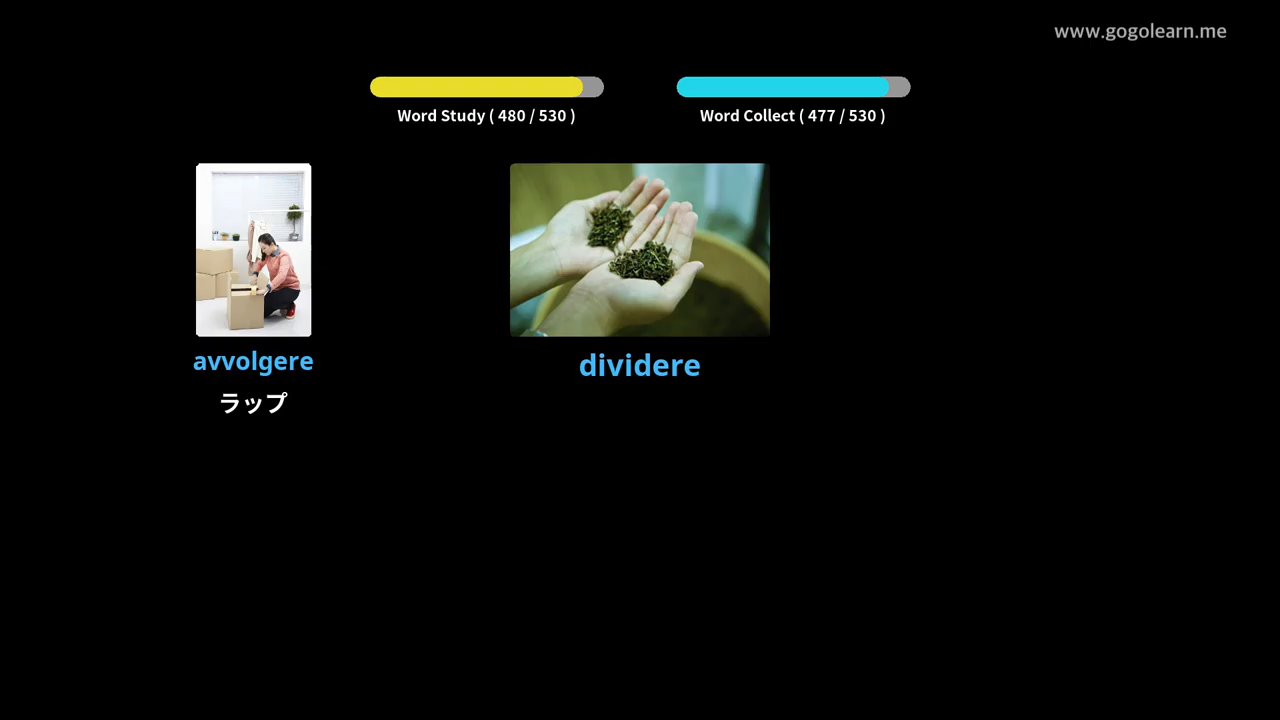 www.gogolearn.me
Word Study ( 480 / 530 )
Word Collect ( 477 / 530 )
avvolgere
ラップ
dividere